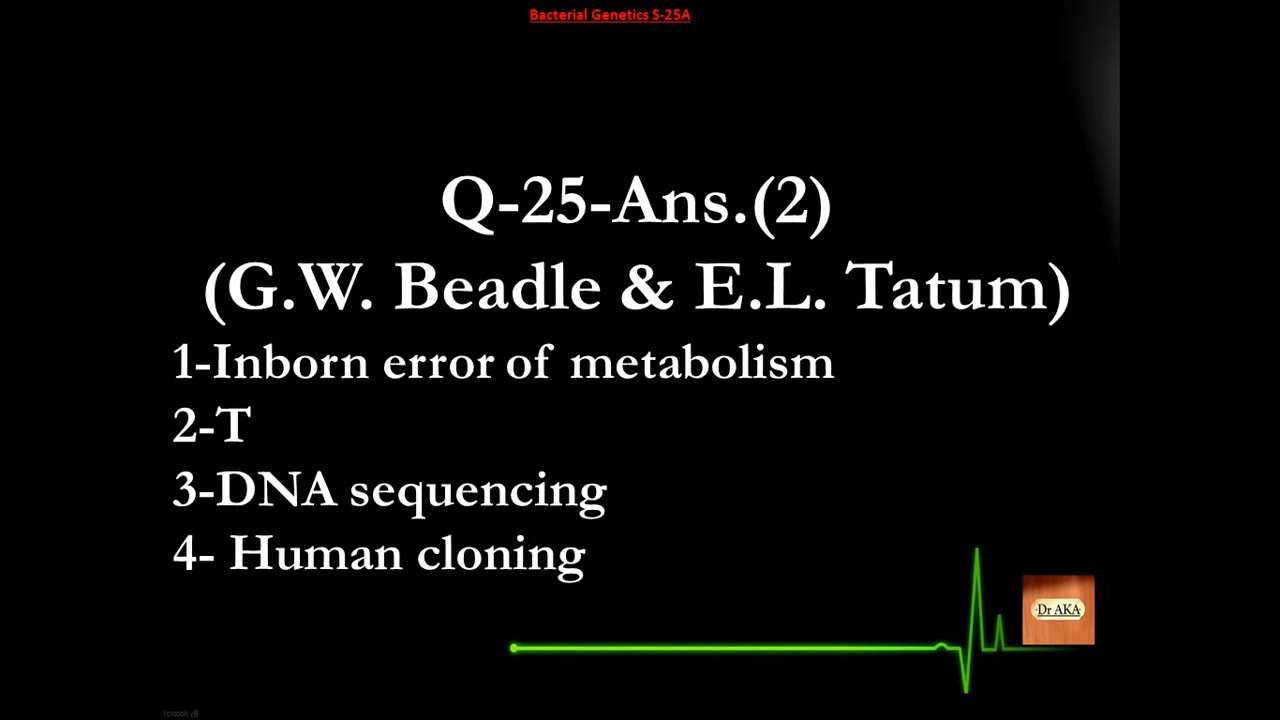 Bacterial Genetics S-25A
Q-25-Ans.(2)
(G.W. Beadle & E.L. Tatum)
1-Inborn error of metabolism
2-T
3-DNA sequencing
4- Human cloning
Dr AKA